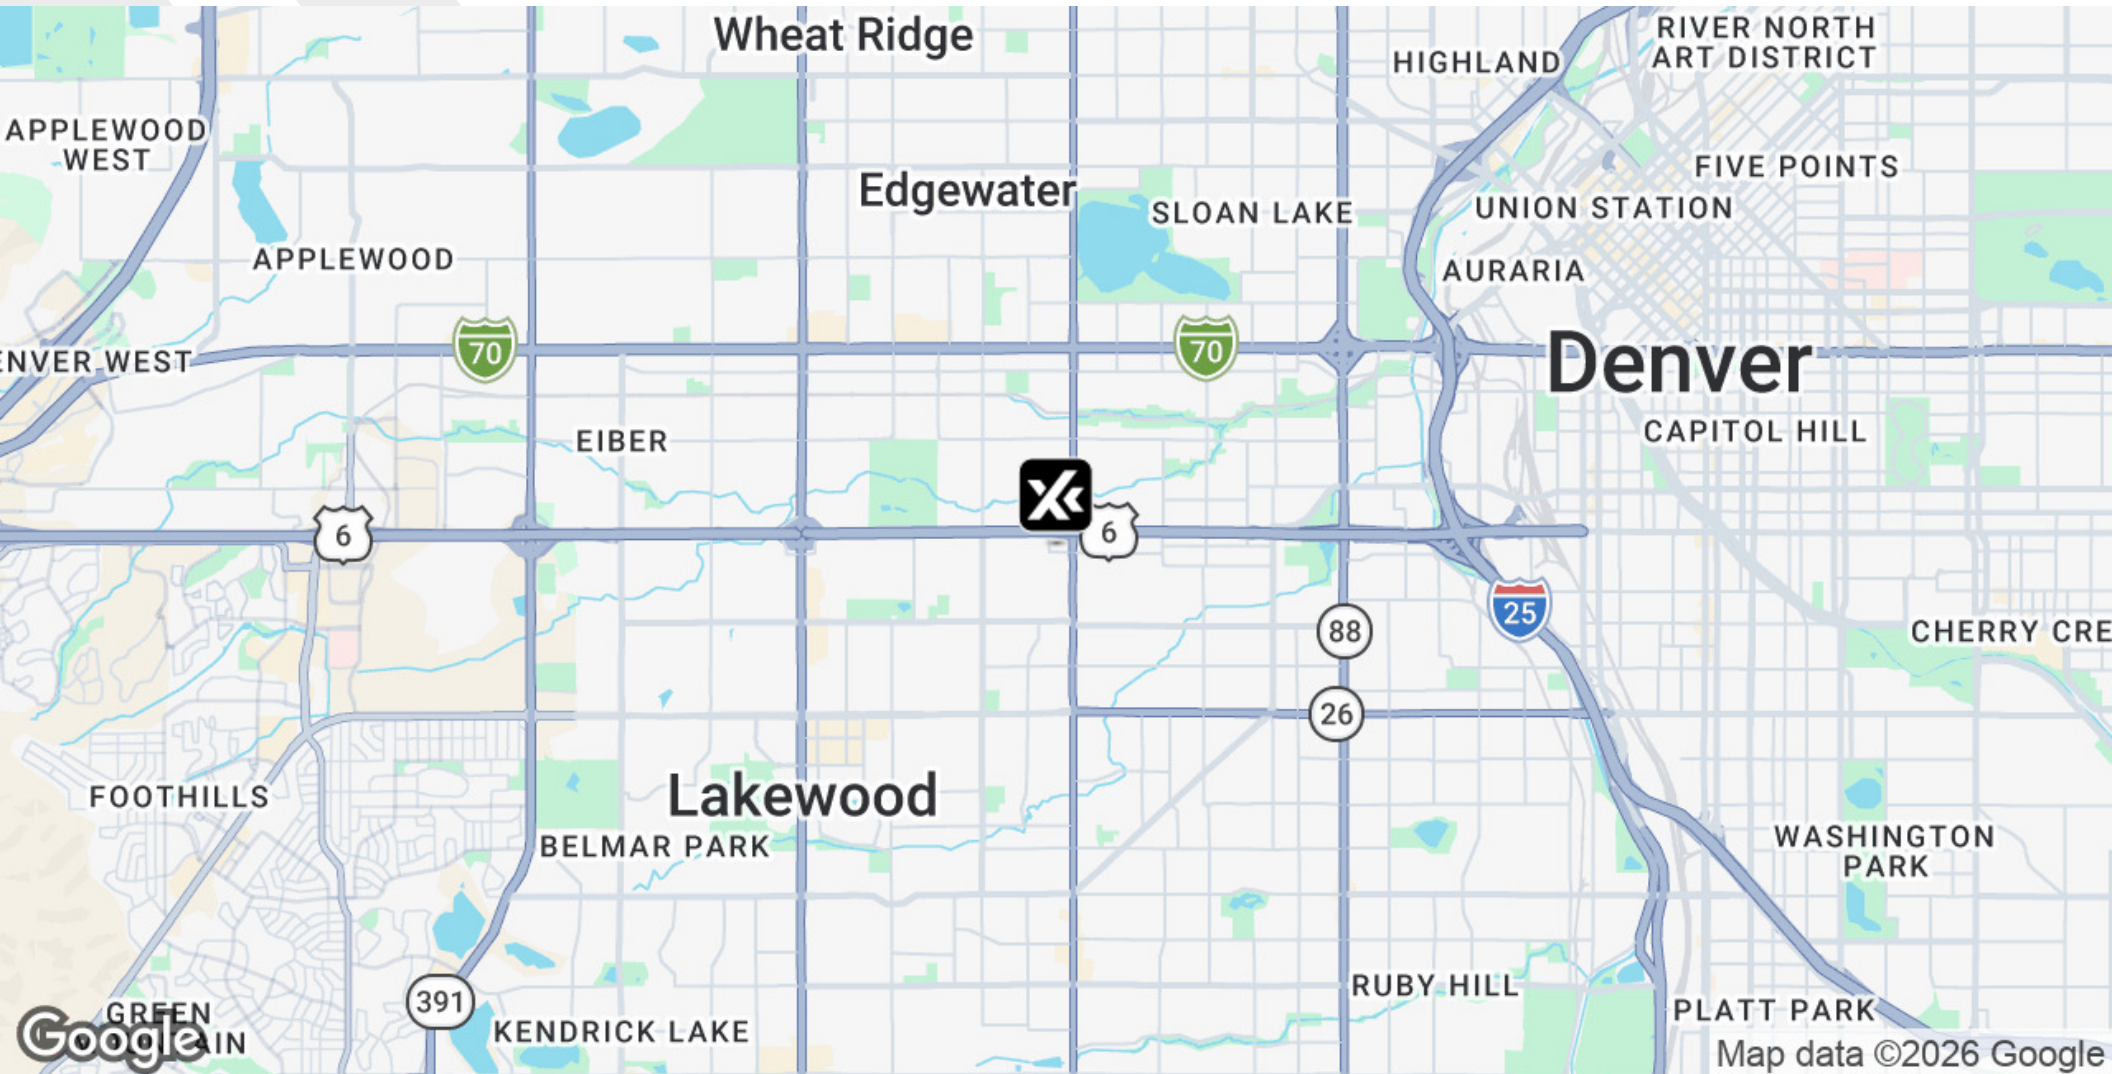 Wheat Ridge
RIVER NORTH
ART DISTRICT
HIGHLAND
APPLEWOOD
WEST
FIVE POINTS
Edgewater
SLOAN LAKE
UNION STATION
APPLEWOOD
AURARIA
70
70
ENVER WEST
Denver
EIBER
CAPITOL HILL
6
6
25
88
CHERRY CRE
26
FOOTHILLS
Lakewood
BELMAR PARK
WASHINGTON
PARK
391
RUBY HILL
GREEN
PLATT PARK
KENDRICK LAKE
Google
Map data ©2026 Google